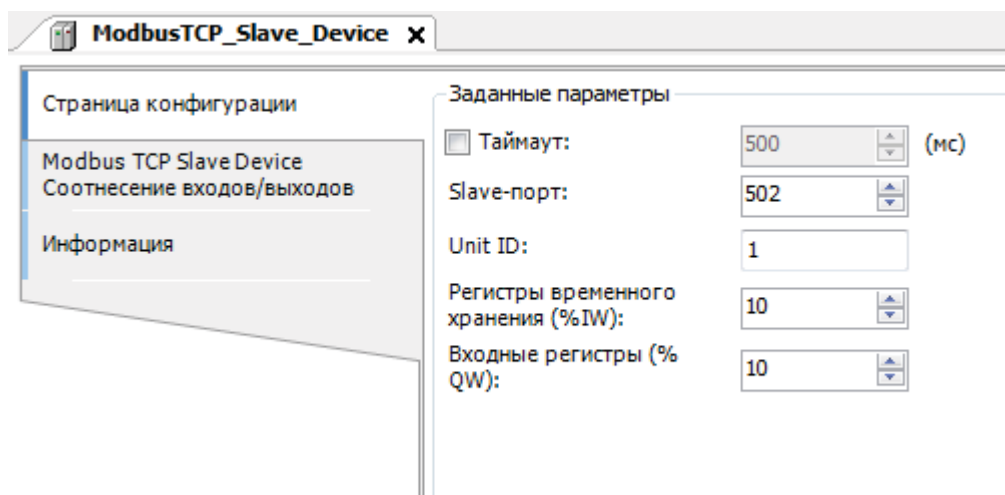 ModbusTCP_Slave_Device x
Страница конфигурации
Modbus TCP Slave Device
Соотнесение входов/выходов
Информация
Заданные параметры
Таймаут: 500 (мс)
Slave-порт: 502
Unit ID: 1
Регистры временного
хранения (%IW): 10
Входные регистры (%
QW): 10